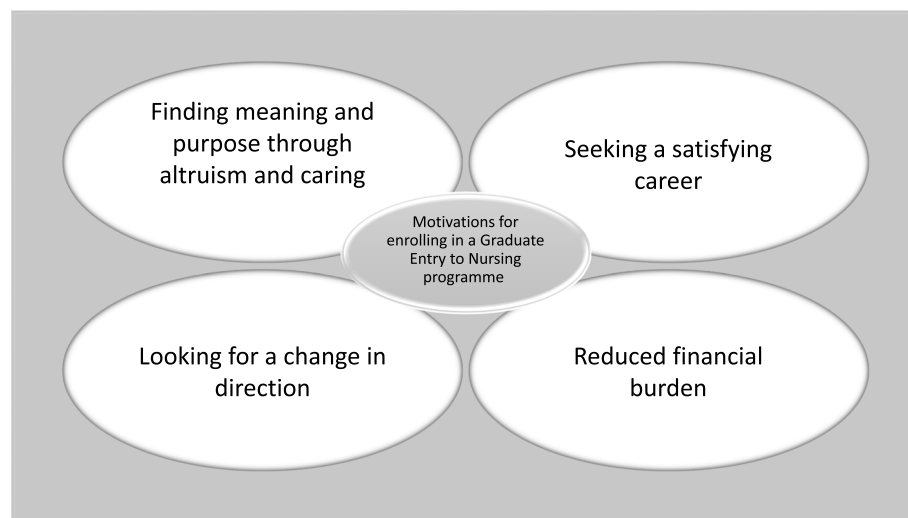 Finding meaning and
purpose through
altruism and caring
Seeking a satisfying
career
Motivations for
enrolling in a Graduate
Entry to Nursing
programme
Looking for a change in
direction
Reduced financial
burden